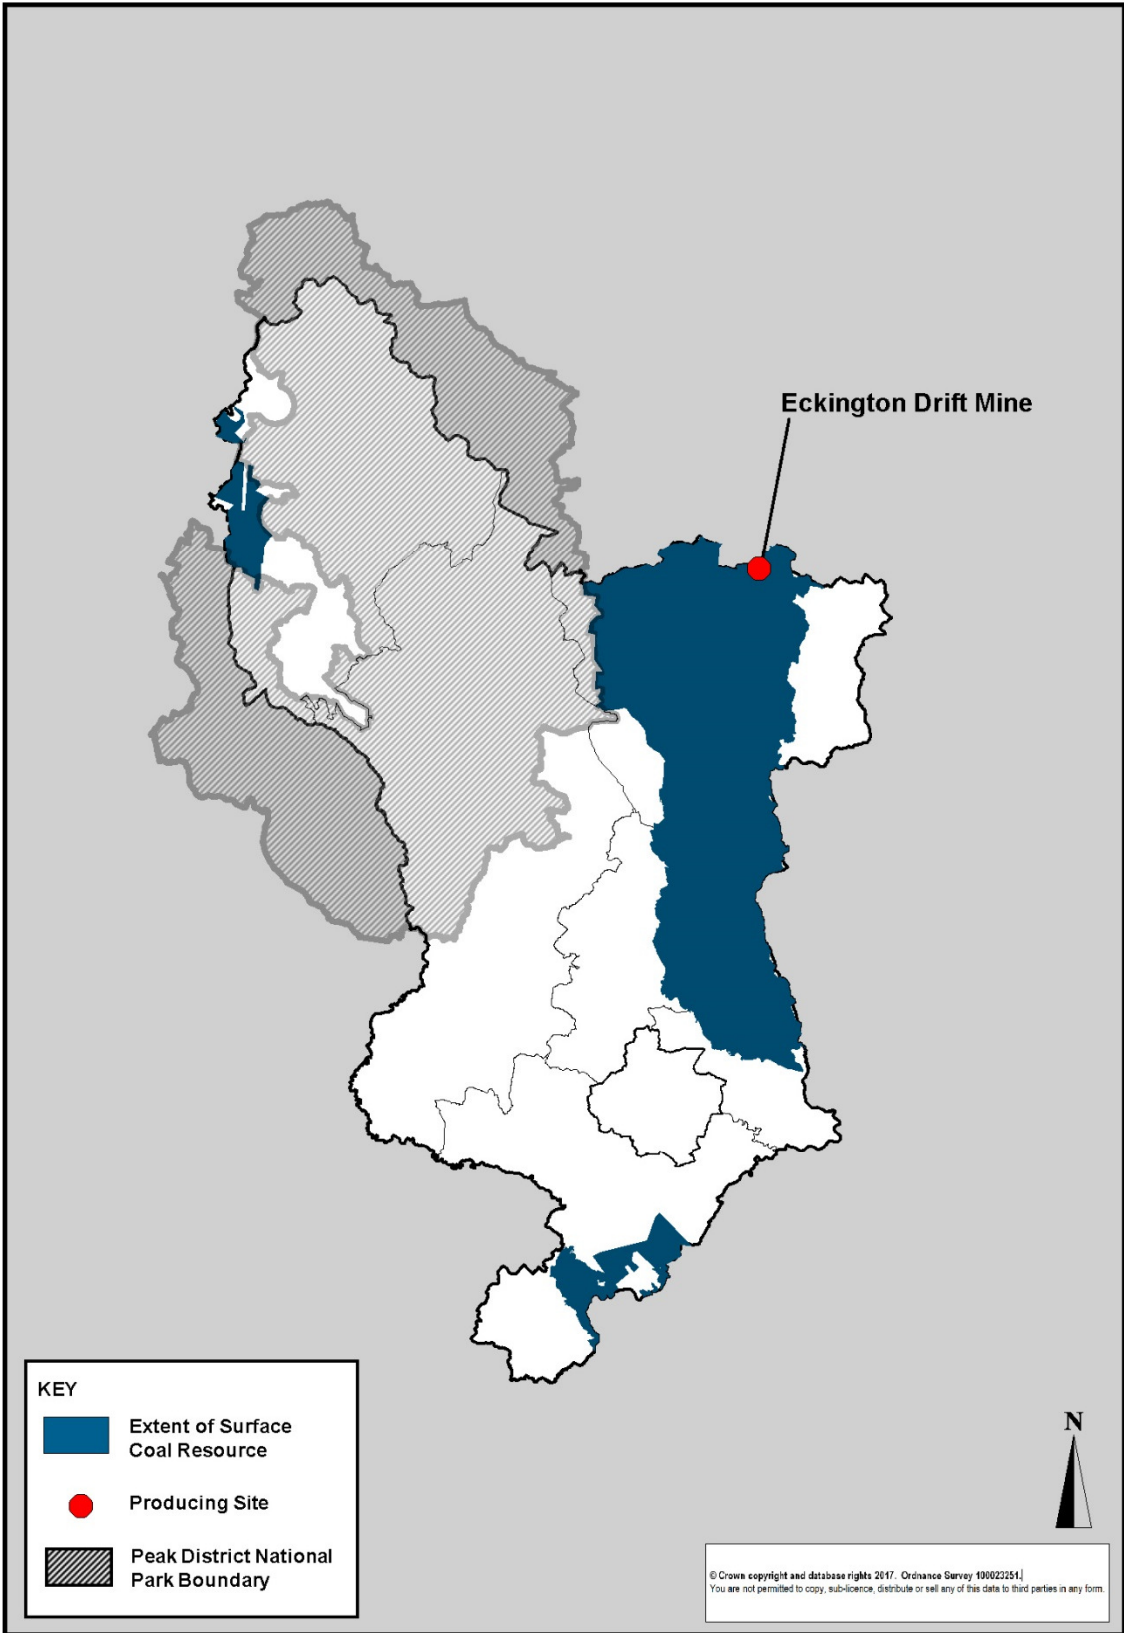 Eckington Drift Mine
KEY
Extent of Surface
Coal Resource
Producing Site
Peak District National
Park Boundary
N
© Crown copyright and database rights 2017. Ordnance Survey 100023251.
You are not permitted to copy, sub-licence, distribute or sell any of this data to third parties in any form.